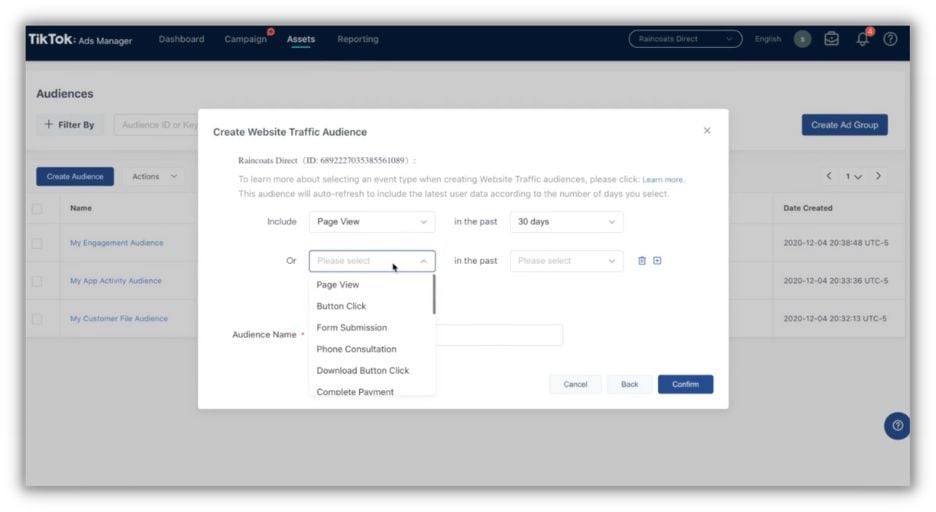 TikTok: Ads Manager Dashboard Campaign Assets Reporting Raincoats Direct English S 4
Audiences
+ Filter By Audience ID or Key Create Ad Group
Create Website Traffic Audience
Raincoats Direct (ID: 6892227035385561089) :
Create Audience Actions 1
To learn more about selecting an event type when creating Website Traffic audiences, please click: Learn more.
This audience will auto-refresh to include the latest user data according to the number of days you select.
Name Date Created
Include Page View in the past 30 days
My Engagement Audience 2020-12-04 20:38:48 UTC-5
Or Please select in the past Please select
My App Activity Audience 2020-12-04 20:33:36 UTC-5
Page View
Button Click
My Customer File Audience 2020-12-04 20:32:13 UTC-5
Form Submission
Audience Name *
Phone Consultation
Download Button Click
Complete Payment
Cancel Back Confirm